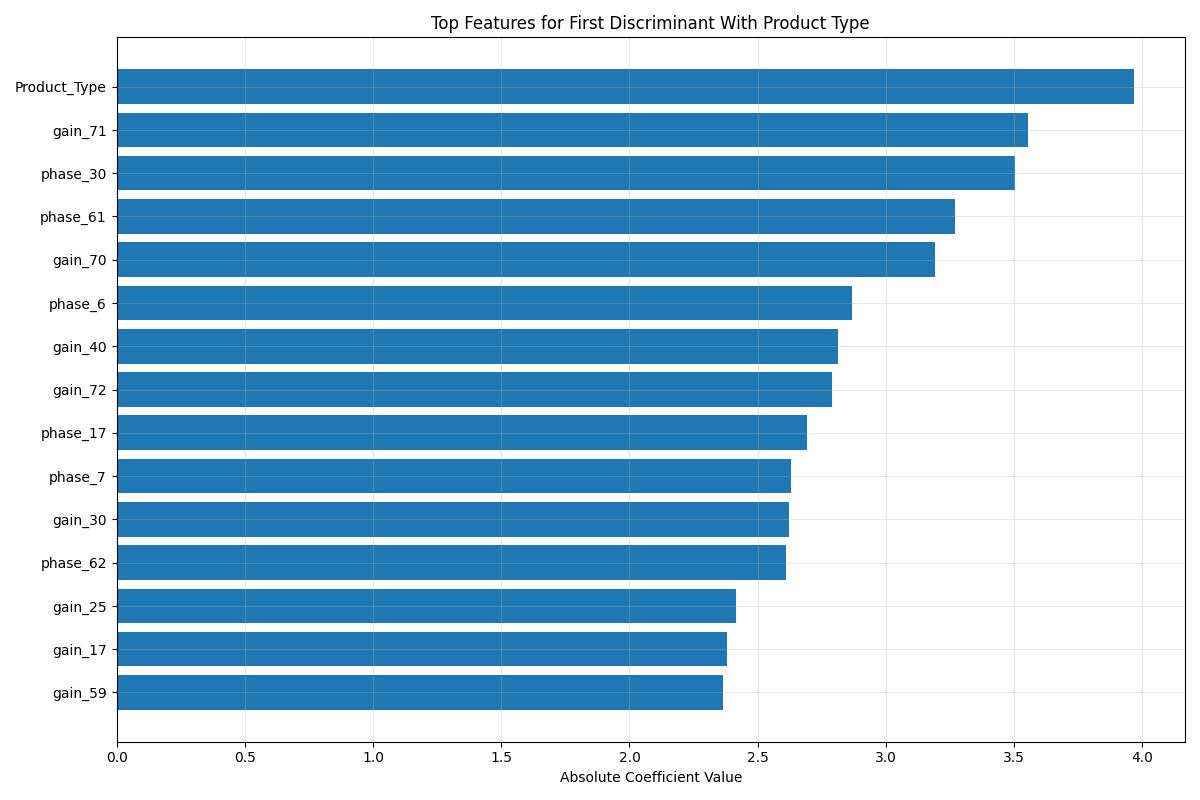 Top Features for First Discriminant With Product Type
Product_Type
gain_71
phase_30
phase_61
gain_70
phase_6
gain_40
gain_72
phase_17
phase_7
gain_30
phase_62
gain_25
gain_17
gain_59
0.0 0.5 1.0 1.5 2.0 2.5 3.0 3.5 4.0
Absolute Coefficient Value